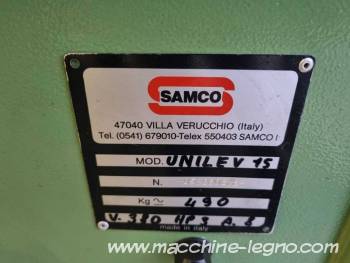 SAMCO
47040 VILLA VERUCCHIO (Italy)
Tel. (0541) 679010-Telex 550403 SAMCO I
MOD. UNILEV 15
N.
Kg ≃ 490
V. 380 HP 3 A. 8
made in italy
www.macchine-legno.com